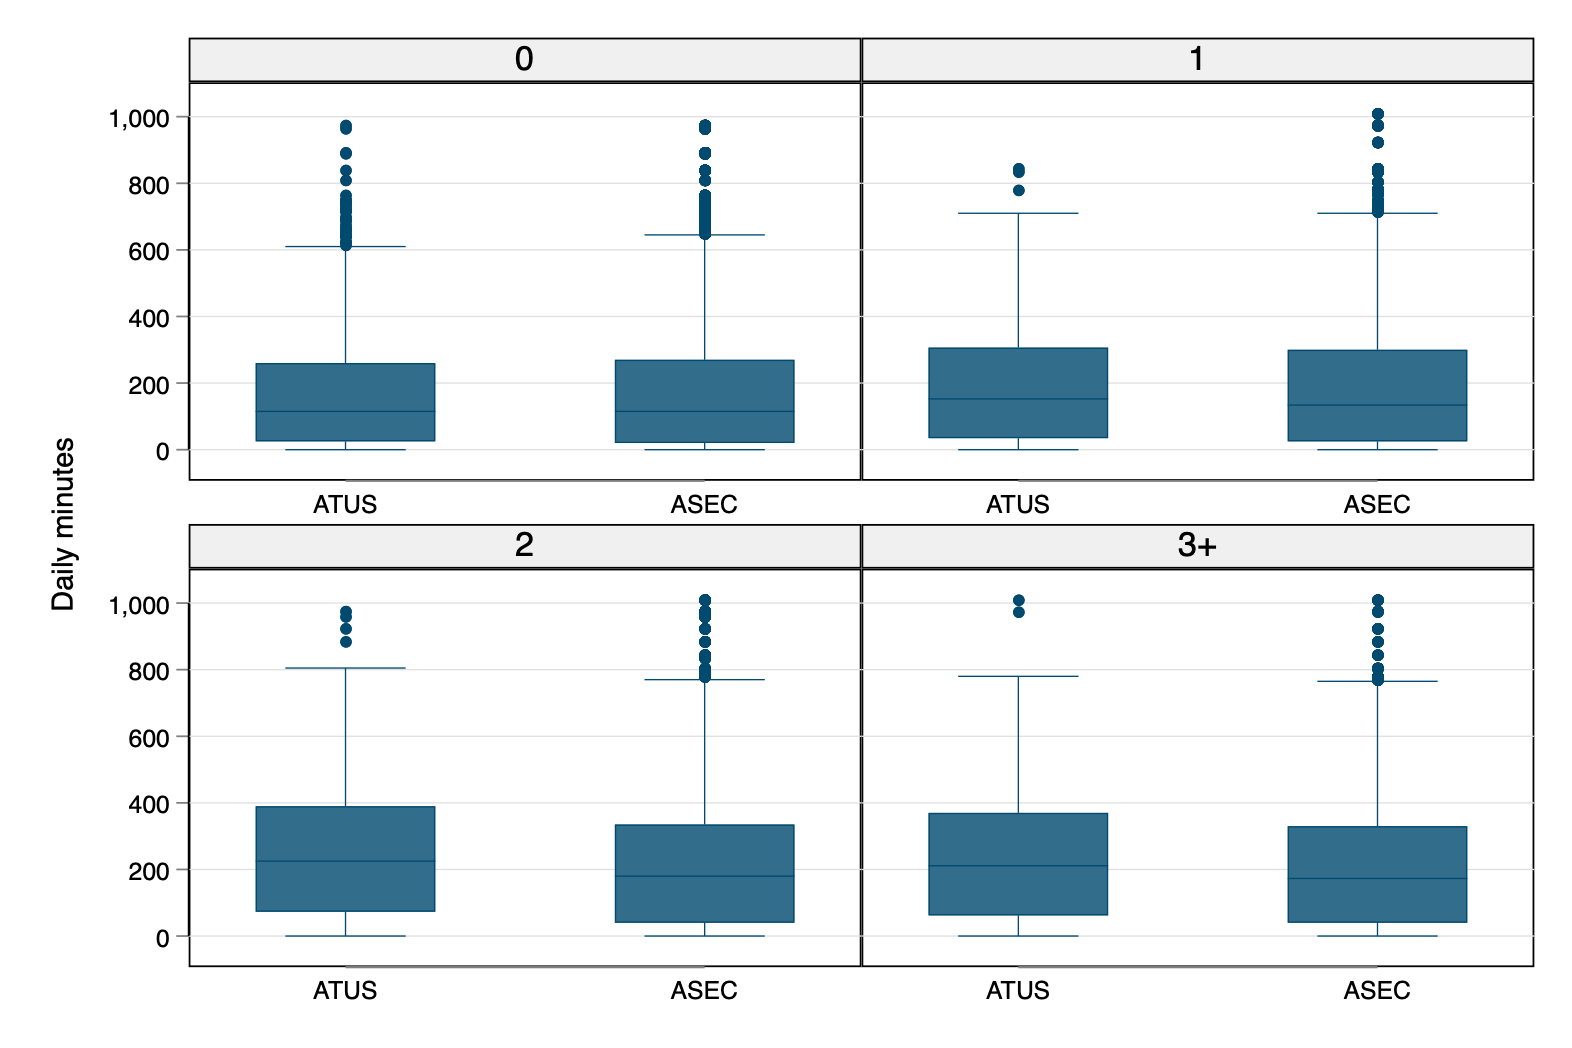 0
1
1,000
800
600
400
200
0
ATUS
ASEC
ATUS
ASEC
2
3+
1,000
800
600
400
200
0
ATUS
ASEC
ATUS
ASEC
Daily minutes